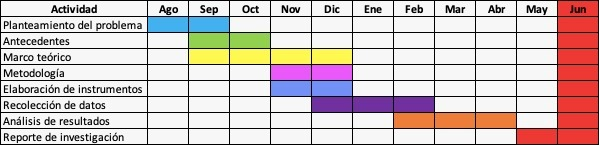 Actividad Ago Sep Oct Nov Dic Ene Feb Mar Abr May Jun
Planteamiento del problema
Antecedentes
Marco teórico
Metodología
Elaboración de instrumentos
Recolección de datos
Análisis de resultados
Reporte de investigación